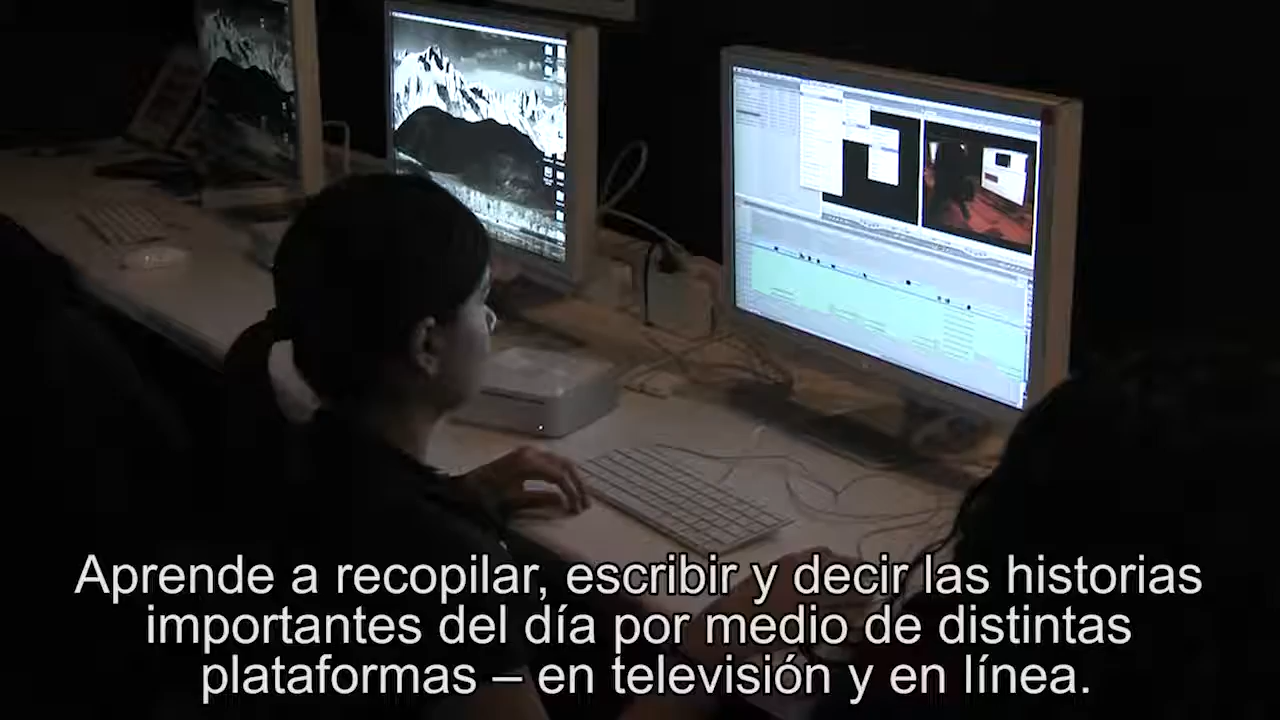 Aprende a recopilar, escribir y decir las historias
importantes del día por medio de distintas
plataformas – en televisión y en línea.